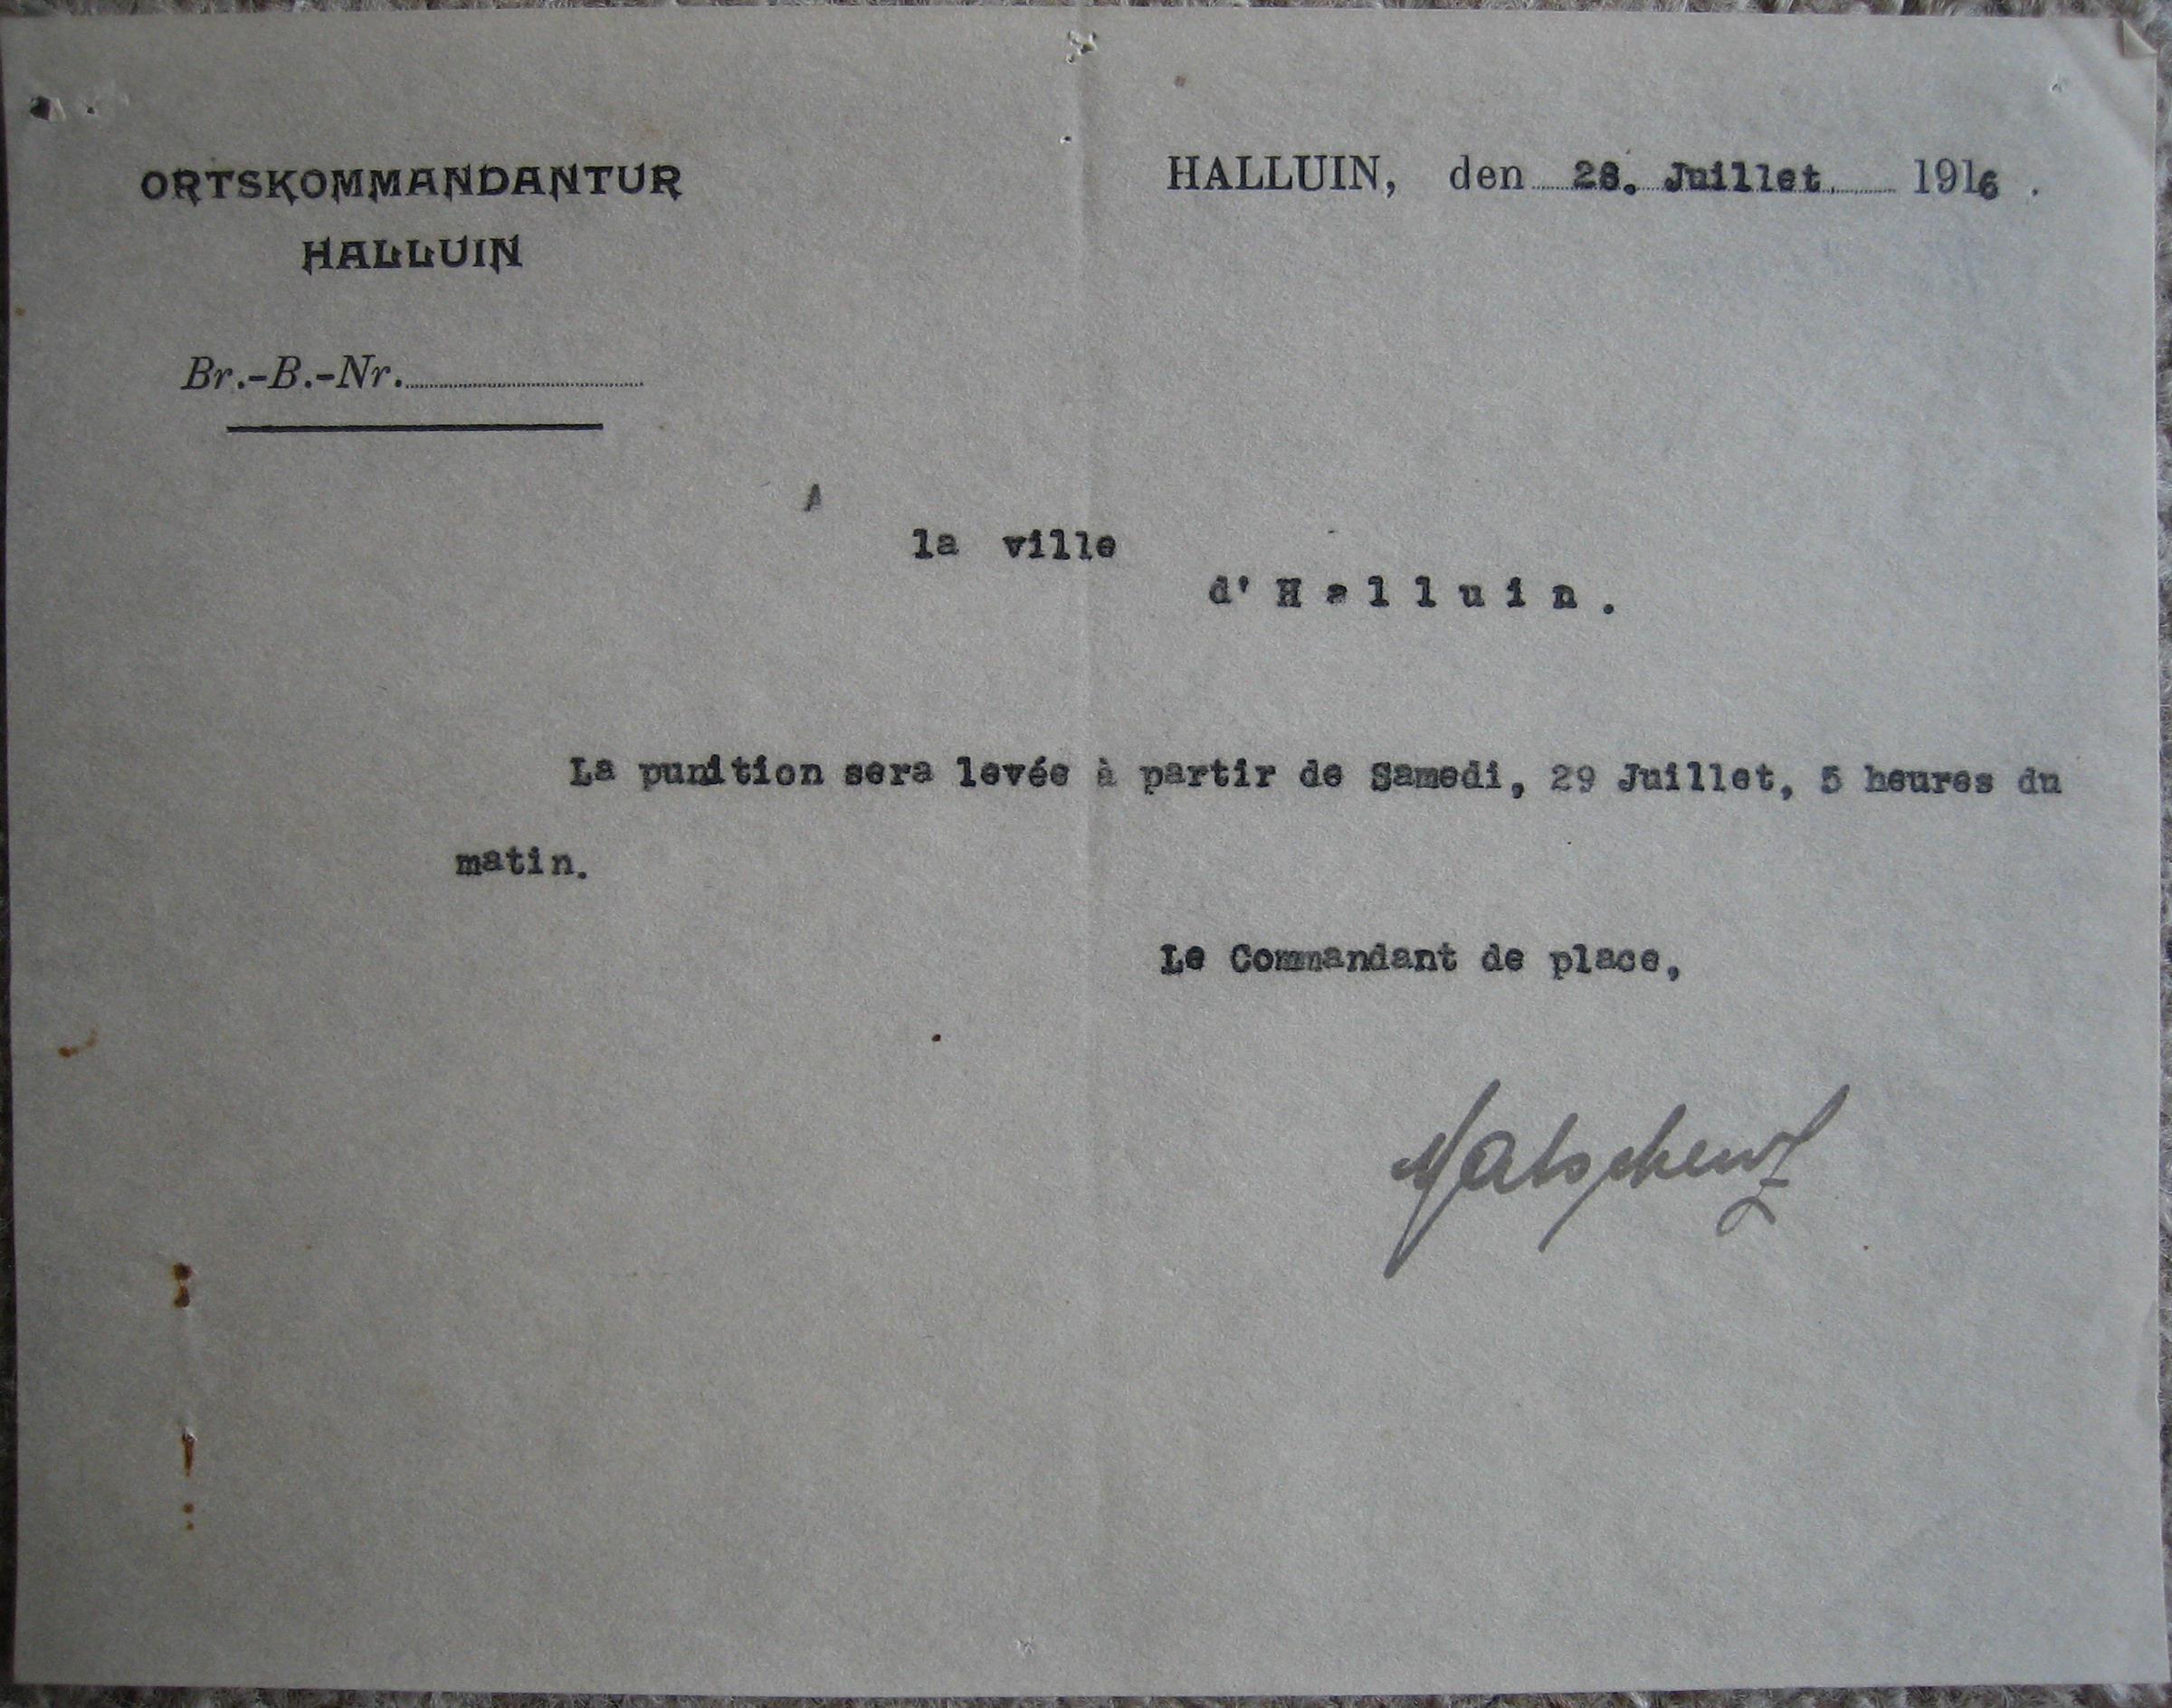 ORTSKOMMANDANTUR
HALLUIN
Br.-B.-Nr.
HALLUIN, den 28. Juillet. 1916.
A
la ville
d'Halluin.
La punition sera levée à partir de Samedi, 29 Juillet, 5 heures du
matin.
Le Commandant de place,